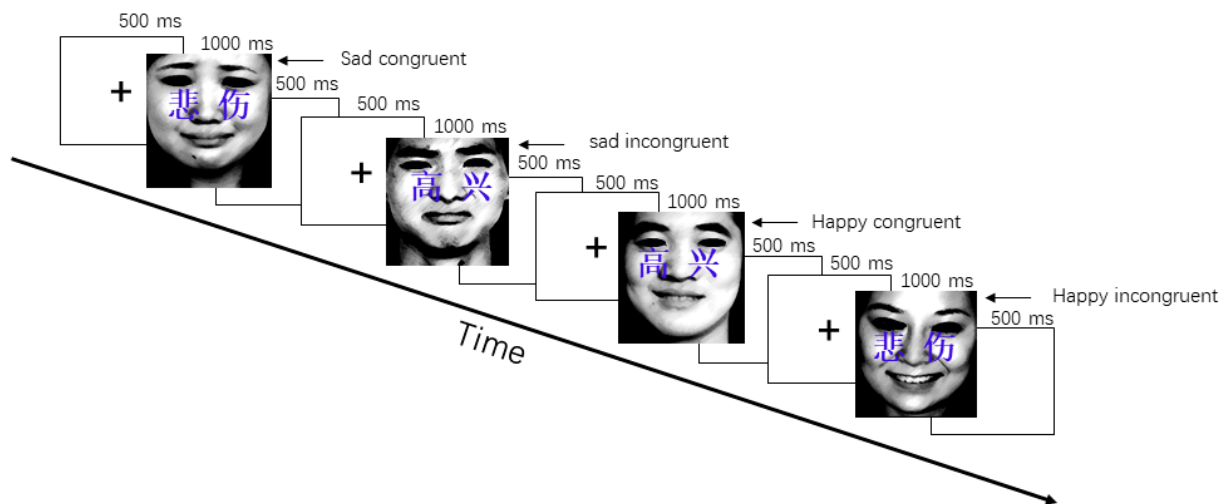 500 ms
1000 ms
Sad congruent
悲 伤
500 ms
500 ms
1000 ms
sad incongruent
高 兴
500 ms
500 ms
1000 ms
Happy congruent
高 兴
500 ms
500 ms
1000 ms
Happy incongruent
悲 伤
500 ms
Time